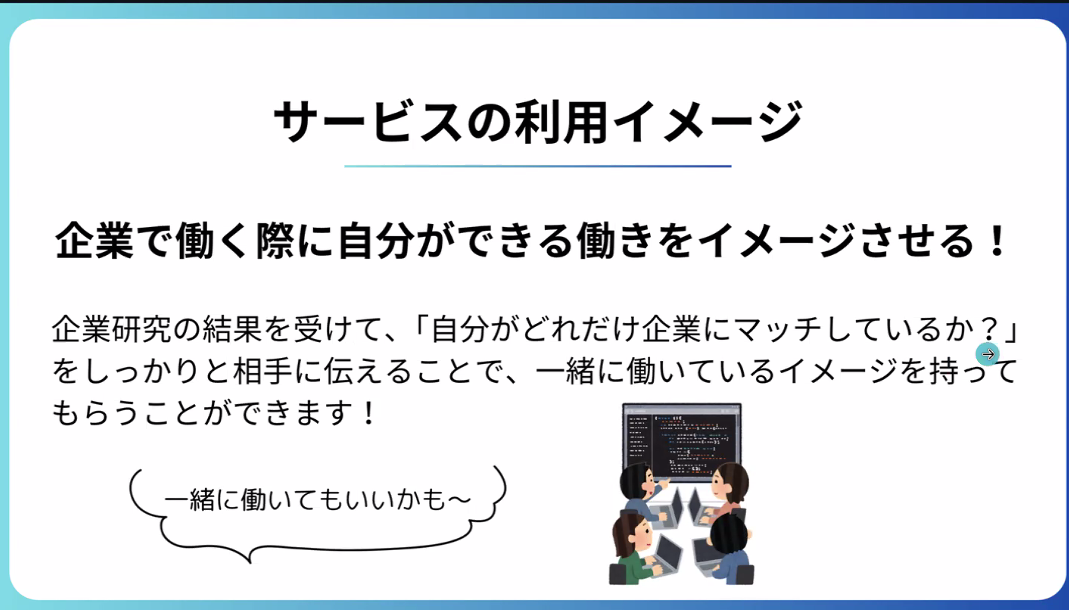 サービスの利用イメージ
企業で働く際に自分ができる働きをイメージさせる！
企業研究の結果を受けて、「自分がどれだけ企業にマッチしているか？」
をしっかりと相手に伝えることで、一緒に働いているイメージを持って
もらうことができます！
一緒に働いてもいいかも～